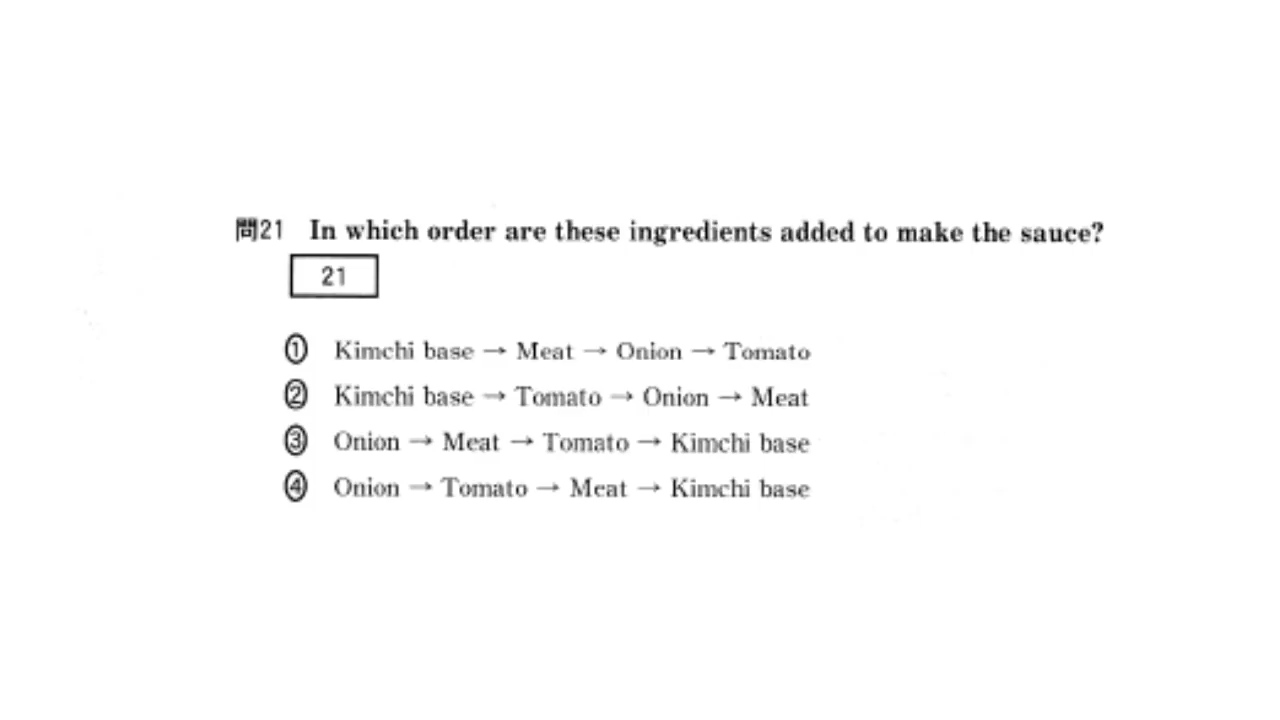 問21 In which order are these ingredients added to make the sauce?
21
① Kimchi base → Meat → Onion → Tomato
② Kimchi base → Tomato → Onion → Meat
③ Onion → Meat → Tomato → Kimchi base
④ Onion → Tomato → Meat → Kimchi base